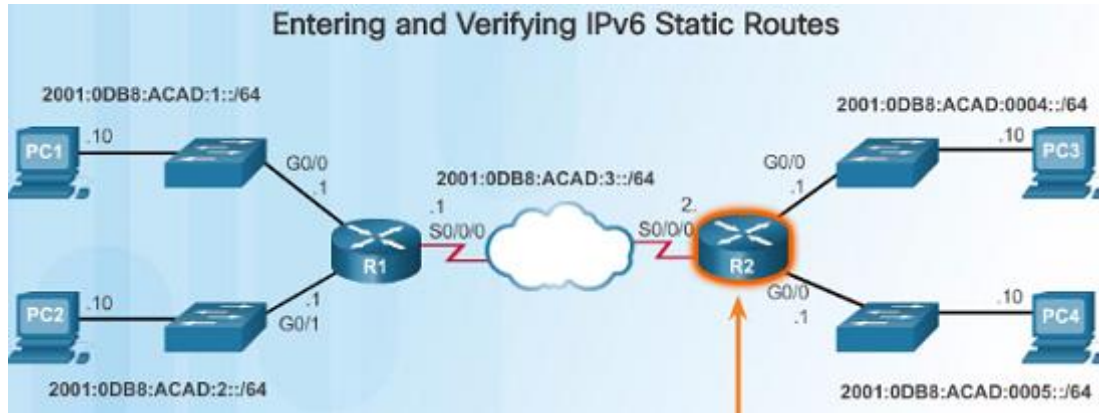 Entering and Verifying IPv6 Static Routes
2001:0DB8:ACAD:1::/64
2001:0DB8:ACAD:0004::/64
PC1
.10
.10
PC3
G0/0
.1
2001:0DB8:ACAD:3::/64
G0/0
.1
.1
S0/0/0
2.
S0/0/0
R1
R2
PC2
.10
.1
G0/1
G0/0
.1
.10
PC4
2001:0DB8:ACAD:2::/64
2001:0DB8:ACAD:0005::/64